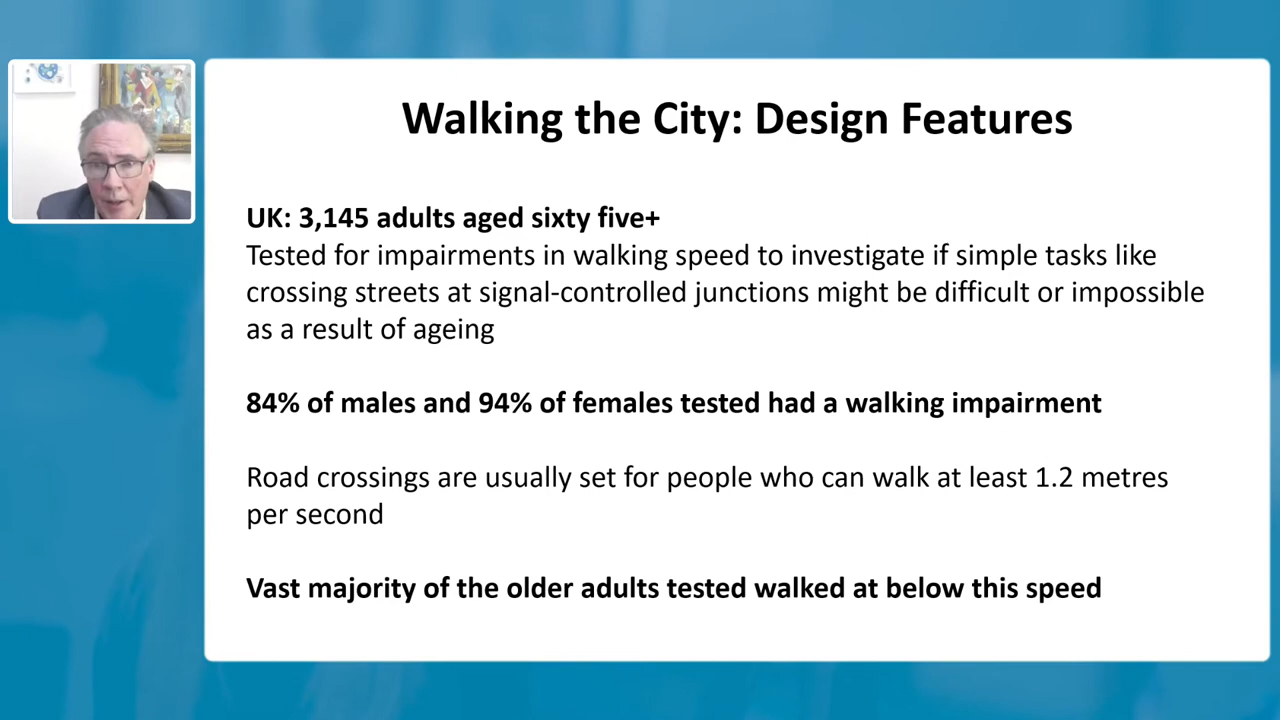 Walking the City: Design Features
UK: 3,145 adults aged sixty five+
Tested for impairments in walking speed to investigate if simple tasks like
crossing streets at signal-controlled junctions might be difficult or impossible
as a result of ageing
84% of males and 94% of females tested had a walking impairment
Road crossings are usually set for people who can walk at least 1.2 metres
per second
Vast majority of the older adults tested walked at below this speed